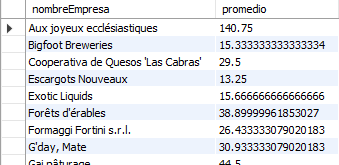 nombreEmpresa promedio
Aux joyeux ecclésiastiques 140.75
Bigfoot Breweries 15.333333333333334
Cooperativa de Quesos 'Las Cabras' 29.5
Escargots Nouveaux 13.25
Exotic Liquids 15.666666666666666
Forêts d'érables 38.89999961853027
Formaggi Fortini s.r.l. 26.433333079020183
G'day, Mate 30.933333079020183
Gai pâturage 44.5